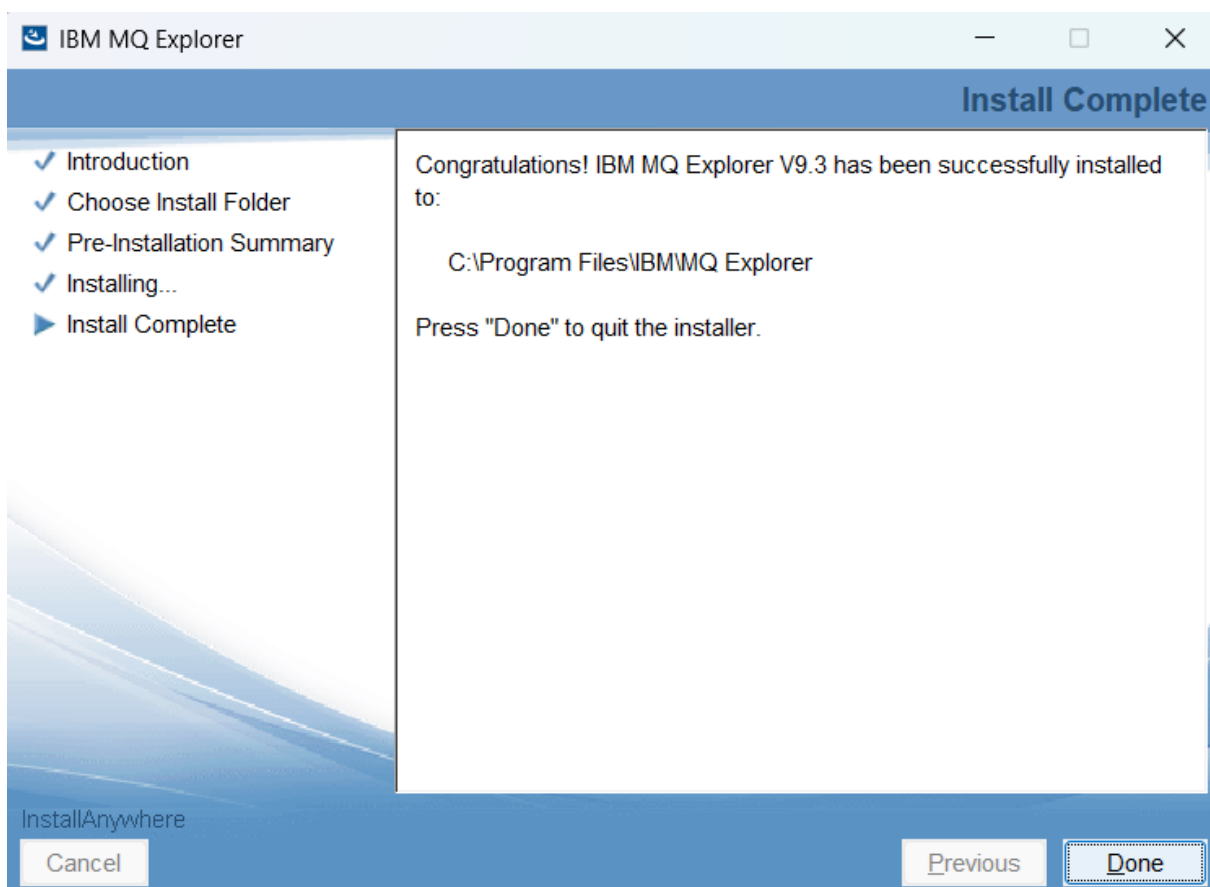 IBM MQ Explorer
Install Complete
Introduction
Choose Install Folder
Pre-Installation Summary
Installing...
Install Complete
Congratulations! IBM MQ Explorer V9.3 has been successfully installed
to:
C:\Program Files\IBM\MQ Explorer
Press "Done" to quit the installer.
InstallAnywhere
Cancel
Previous
Done